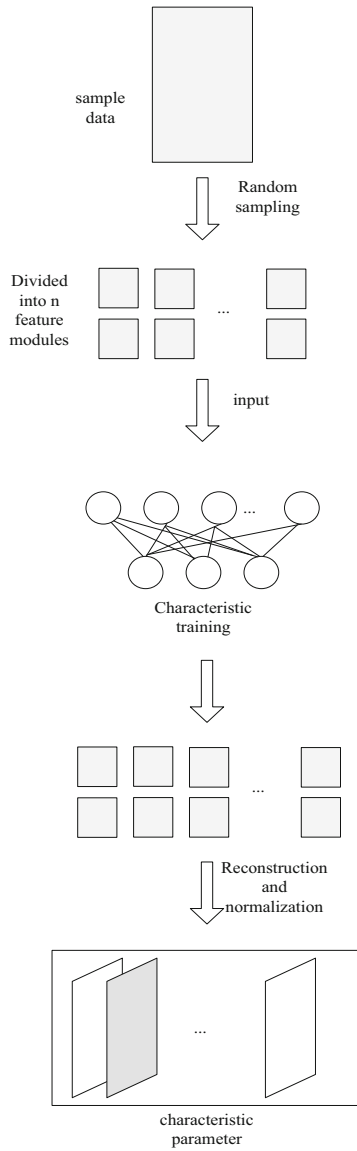 sample
data
Random
sampling
Divided
into n
feature
modules
...
input
...
Characteristic
training
...
Reconstruction
and
normalization
...
characteristic
parameter